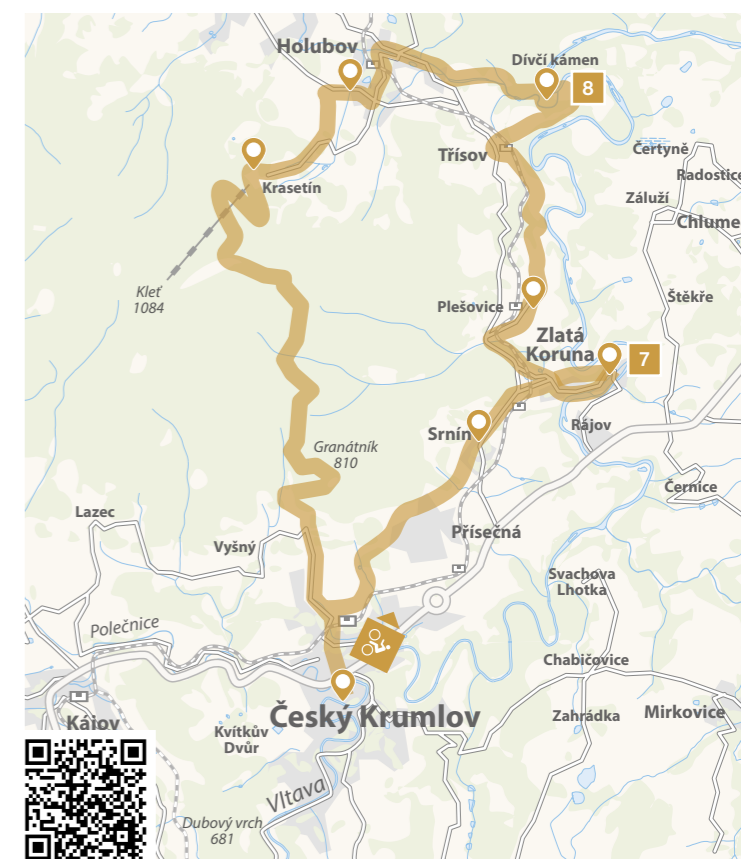 Holubov
Dívčí kámen
8
Třísov
Čertyně
Radostice
Krasetín
Záluží
Chlume
Kleť
1084
Štěkře
Plešovice
Zlatá
Koruna
7
Srnín
Rájov
Granátník
810
Černice
Lazec
Přísečná
Vyšný
Svachova
Lhotka
Polečnice
Chabičovice
Český Krumlov
Kájov
Kvítkův
Dvůr
Zahrádka
Mirkovice
Vltava
Dubový vrch
681